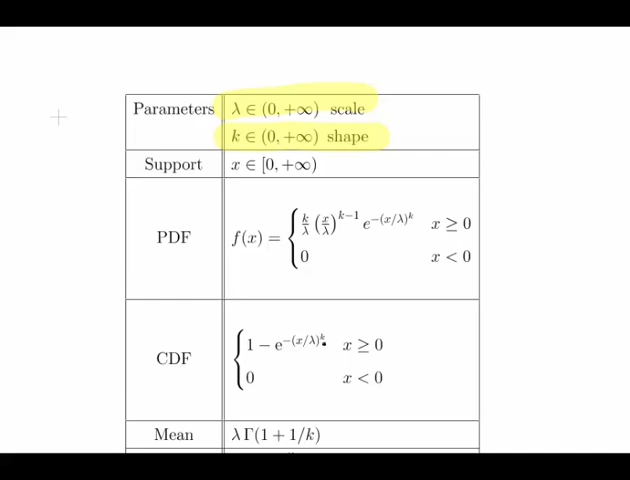 Parameters λ ∈ (0, +∞) scale
k ∈ (0, +∞) shape
Support x ∈ [0, +∞)
PDF f(x) = { k/λ (x/λ)^{k−1} e^{−(x/λ)^k} x ≥ 0
0 x < 0
CDF { 1 − e^{−(x/λ)^k} x ≥ 0
0 x < 0
Mean λ Γ(1 + 1/k)